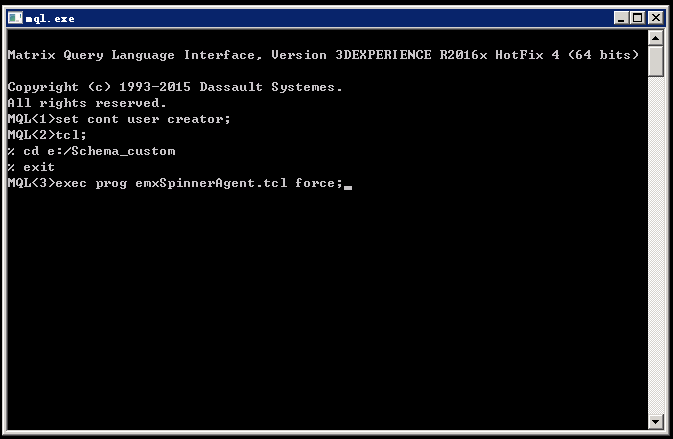 mql.exe
Matrix Query Language Interface, Version 3DEXPERIENCE R2016x HotFix 4 (64 bits)
Copyright (c) 1993-2015 Dassault Systemes.
All rights reserved.
MQL<1>set cont user creator;
MQL<2>tcl;
% cd e:/Schema_custom
% exit
MQL<3>exec prog emxSpinnerAgent.tcl force;